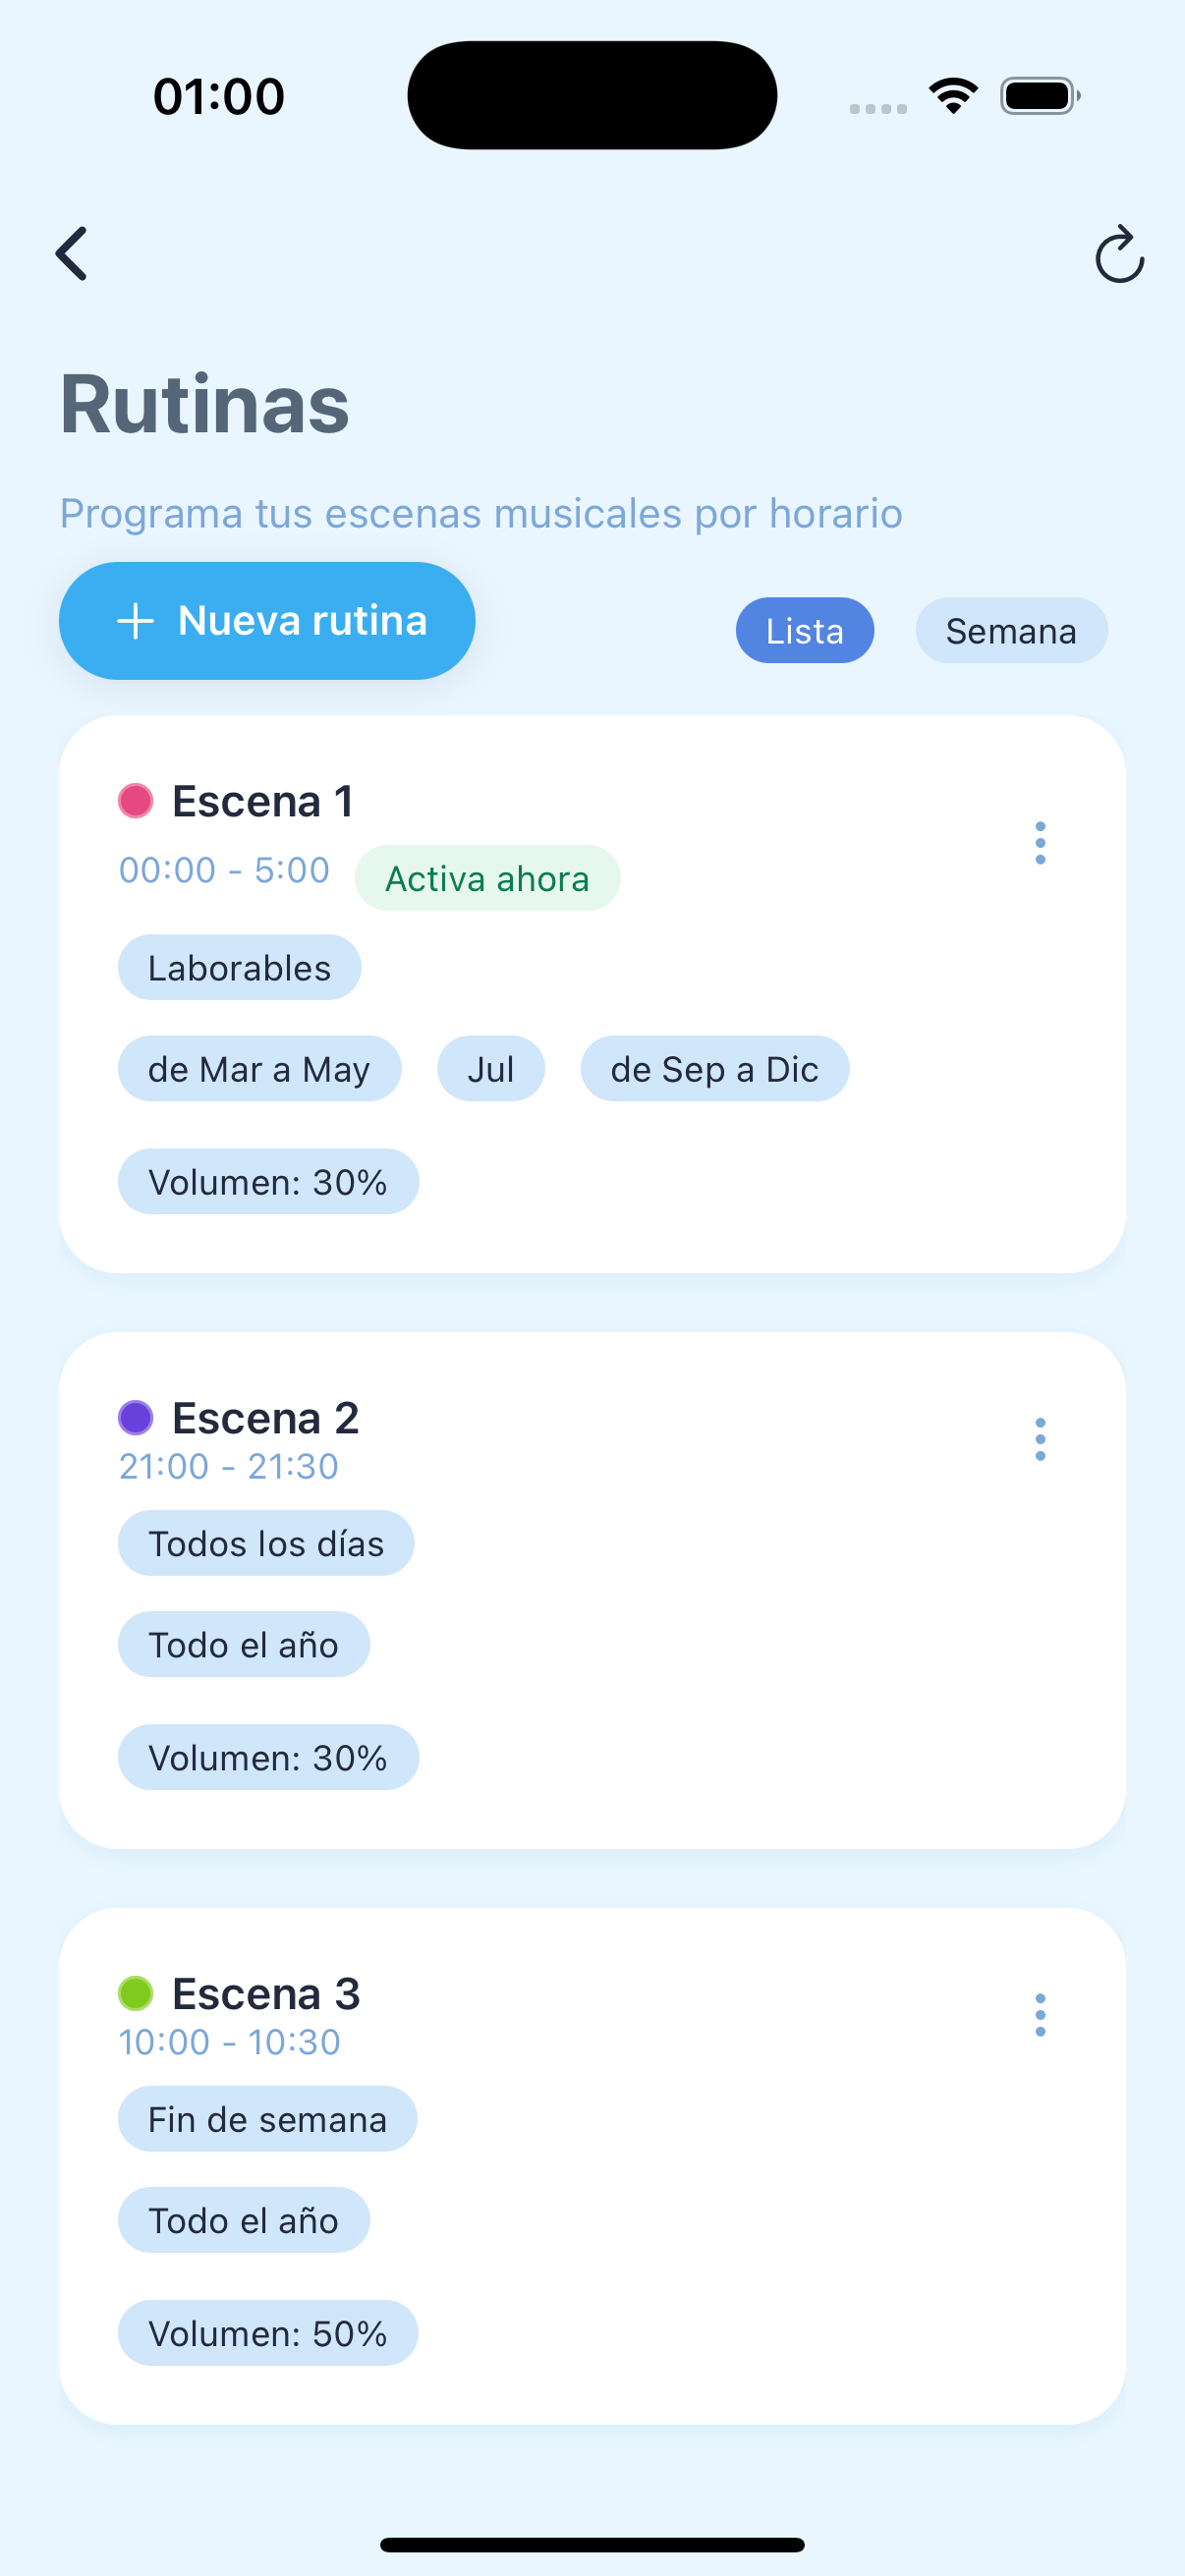 01:00
Rutinas
Programa tus escenas musicales por horario
Nueva rutina
Lista
Semana
Escena 1
00:00 - 5:00
Activa ahora
Laborables
de Mar a May
Jul
de Sep a Dic
Volumen: 30%
Escena 2
21:00 - 21:30
Todos los días
Todo el año
Volumen: 30%
Escena 3
10:00 - 10:30
Fin de semana
Todo el año
Volumen: 50%